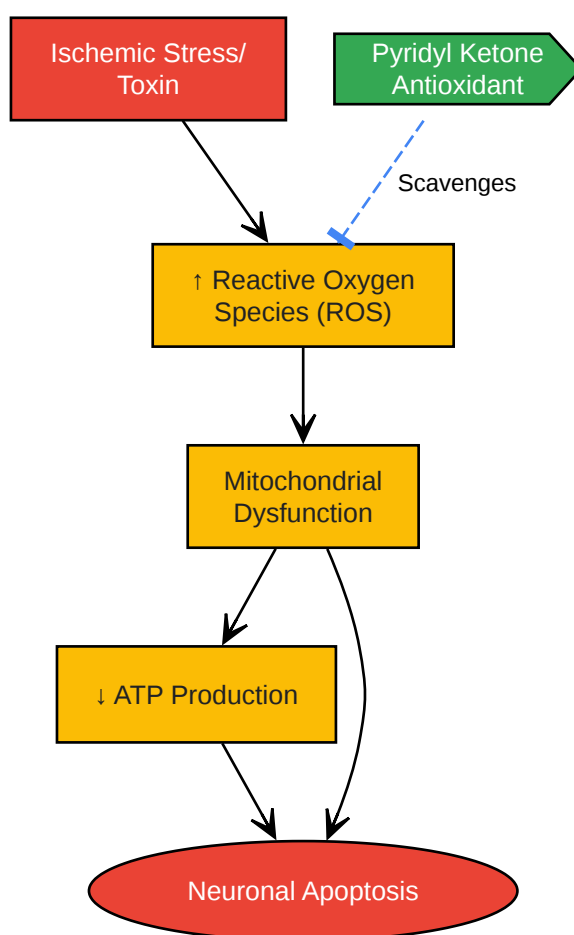 Ischemic Stress/
Toxin
Pyridyl Ketone
Antioxidant
Scavenges
↑ Reactive Oxygen
Species (ROS)
Mitochondrial
Dysfunction
↓ ATP Production
Neuronal Apoptosis